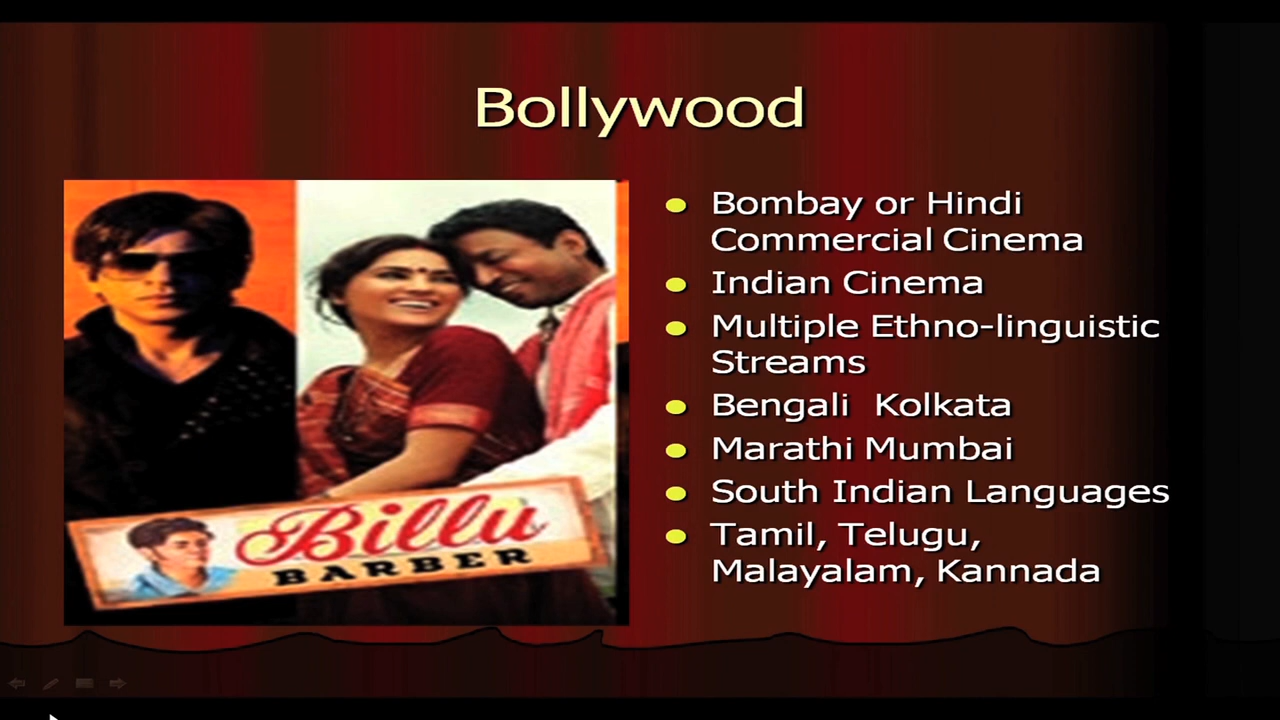 Bollywood
Billu
BARBER
Bombay or Hindi
Commercial Cinema
Indian Cinema
Multiple Ethno-linguistic
Streams
Bengali  Kolkata
Marathi Mumbai
South Indian Languages
Tamil, Telugu,
Malayalam, Kannada